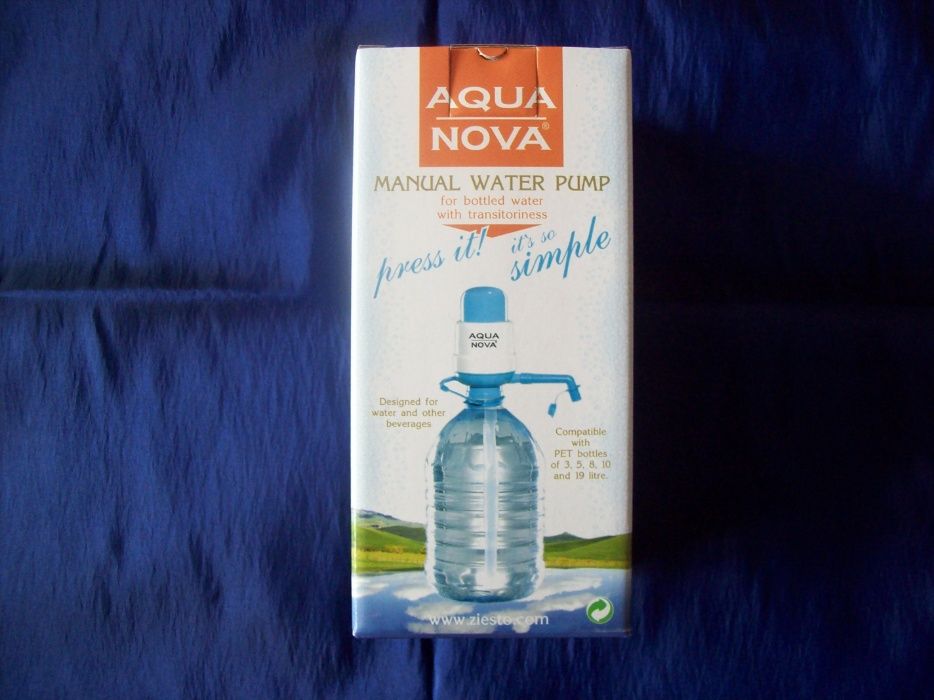 AQUA
NOVA®
MANUAL WATER PUMP
for bottled water
with transitoriness
press it!
it's so
simple
AQUA
NOVA
Designed for
water and other
beverages
Compatible
with
PET bottles
of 3, 5, 8, 10
and 19 litre.
www.ziesto.com